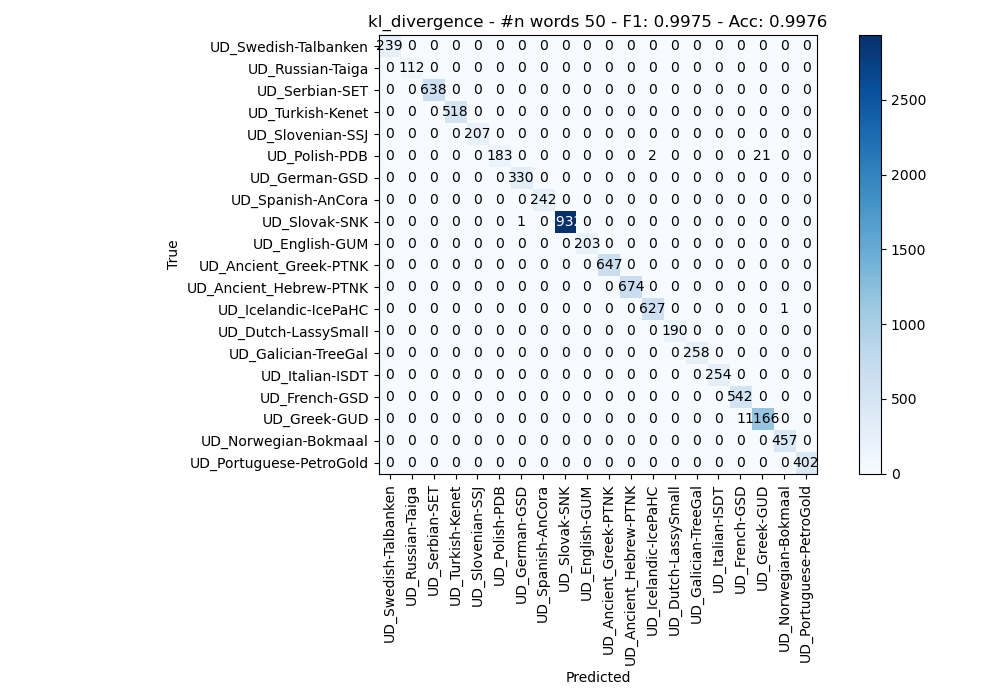 kl_divergence - #n words 50 - F1: 0.9975 - Acc: 0.9976
UD_Swedish-Talbanken 239 0 0 0 0 0 0 0 0 0 0 0 0 0 0 0 0 0 0 0
UD_Russian-Taiga 0 112 0 0 0 0 0 0 0 0 0 0 0 0 0 0 0 0 0 0
UD_Serbian-SET 0 0 638 0 0 0 0 0 0 0 0 0 0 0 0 0 0 0 0 0
UD_Turkish-Kenet 0 0 0 518 0 0 0 0 0 0 0 0 0 0 0 0 0 0 0 0
UD_Slovenian-SSJ 0 0 0 0 207 0 0 0 0 0 0 0 0 0 0 0 0 0 0 0
UD_Polish-PDB 0 0 0 0 0 183 0 0 0 0 0 0 2 0 0 0 0 21 0 0
UD_German-GSD 0 0 0 0 0 0 330 0 0 0 0 0 0 0 0 0 0 0 0 0
UD_Spanish-AnCora 0 0 0 0 0 0 0 242 0 0 0 0 0 0 0 0 0 0 0 0
UD_Slovak-SNK 0 0 0 0 0 0 1 0 0 0 0 0 0 0 0 0 0 0 0
UD_English-GUM 0 0 0 0 0 0 0 0 0 203 0 0 0 0 0 0 0 0 0 0
UD_Ancient_Greek-PTNK 0 0 0 0 0 0 0 0 0 0 647 0 0 0 0 0 0 0 0 0
UD_Ancient_Hebrew-PTNK 0 0 0 0 0 0 0 0 0 0 0 674 0 0 0 0 0 0 0 0
UD_Icelandic-IcePaHC 0 0 0 0 0 0 0 0 0 0 0 0 627 0 0 0 0 0 1 0
UD_Dutch-LassySmall 0 0 0 0 0 0 0 0 0 0 0 0 0 190 0 0 0 0 0 0
UD_Galician-TreeGal 0 0 0 0 0 0 0 0 0 0 0 0 0 0 258 0 0 0 0 0
UD_Italian-ISDT 0 0 0 0 0 0 0 0 0 0 0 0 0 0 0 254 0 0 0 0
UD_French-GSD 0 0 0 0 0 0 0 0 0 0 0 0 0 0 0 0 542 0 0 0
UD_Greek-GUD 0 0 0 0 0 0 0 0 0 0 0 0 0 0 0 0 1 1166 0 0
UD_Norwegian-Bokmaal 0 0 0 0 0 0 0 0 0 0 0 0 0 0 0 0 0 0 457 0
UD_Portuguese-PetroGold 0 0 0 0 0 0 0 0 0 0 0 0 0 0 0 0 0 0 0 402
True
UD_Swedish-Talbanken
UD_Russian-Taiga
UD_Serbian-SET
UD_Turkish-Kenet
UD_Slovenian-SSJ
UD_Polish-PDB
UD_German-GSD
UD_Spanish-AnCora
UD_Slovak-SNK
UD_English-GUM
UD_Ancient_Greek-PTNK
UD_Ancient_Hebrew-PTNK
UD_Icelandic-IcePaHC
UD_Dutch-LassySmall
UD_Galician-TreeGal
UD_Italian-ISDT
UD_French-GSD
UD_Greek-GUD
UD_Norwegian-Bokmaal
UD_Portuguese-PetroGold
Predicted
2500
2000
1500
1000
500
0